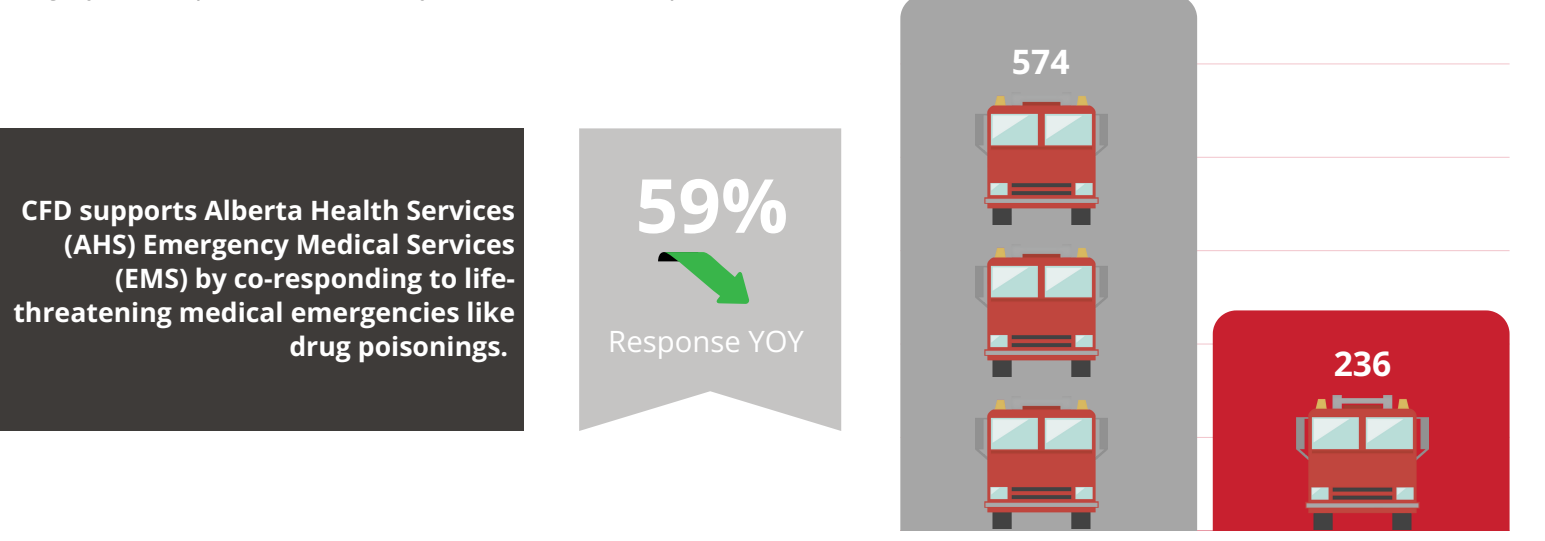 CFD supports Alberta Health Services
(AHS) Emergency Medical Services
(EMS) by co-responding to life-
threatening medical emergencies like
drug poisonings.
59%
Response YOY
574
236